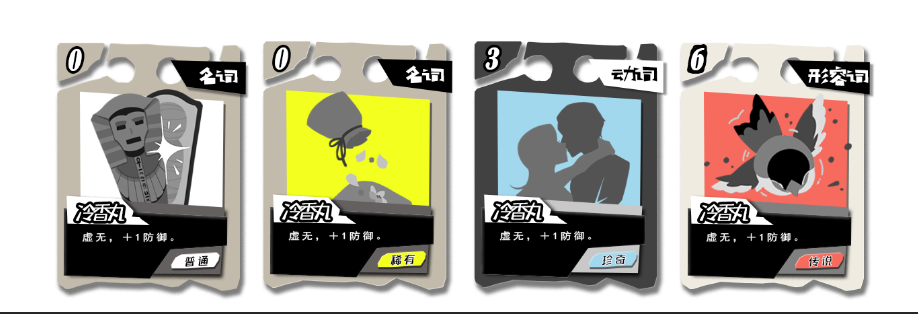 0
名词
冷香丸
虚无，+1防御。
普通
0
名词
冷香丸
虚无，+1防御。
稀有
3
动词
冷香丸
虚无，+1防御。
珍奇
6
形容词
冷香丸
虚无，+1防御。
传说